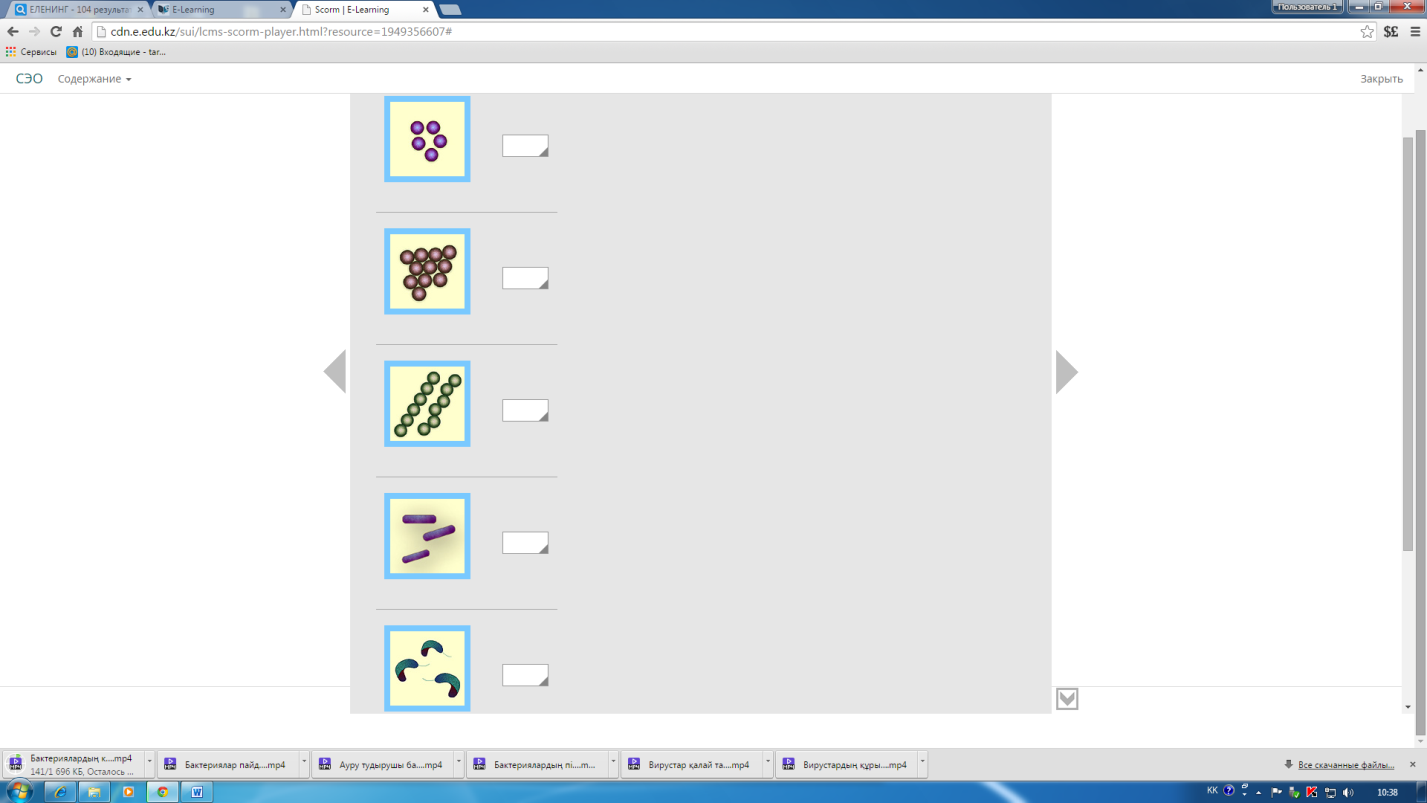 ЕЛЕНИНГ - 104 результат
E-Learning
Scorm | E-Learning
Пользователь 1
cdn.e.edu.kz/sui/lcms-scorm-player.html?resource=1949356607#
Сервисы
(10) Входящие - tar...
СЭО
Содержание
Закрыть
Бактериялардың к....mp4
141/1 696 КБ, Осталось ...
Бактериялар пайд....mp4
Ауру тудырушы ба....mp4
Бактериялардың пі....m...
Вирустар қалай та....mp4
Вирустардың құры....mp4
Все скачанные файлы...
KK
10:38